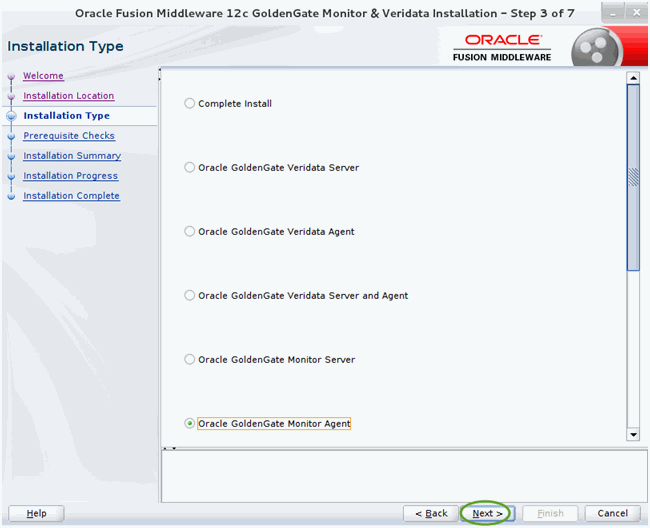 Oracle Fusion Middleware 12c GoldenGate Monitor & Veridata Installation - Step 3 of 7
Installation Type
ORACLE
FUSION MIDDLEWARE
Welcome
Installation Location
Installation Type
Prerequisite Checks
Installation Summary
Installation Progress
Installation Complete
Complete Install
Oracle GoldenGate Veridata Server
Oracle GoldenGate Veridata Agent
Oracle GoldenGate Veridata Server and Agent
Oracle GoldenGate Monitor Server
Oracle GoldenGate Monitor Agent
Help
< Back
Next >
Finish
Cancel